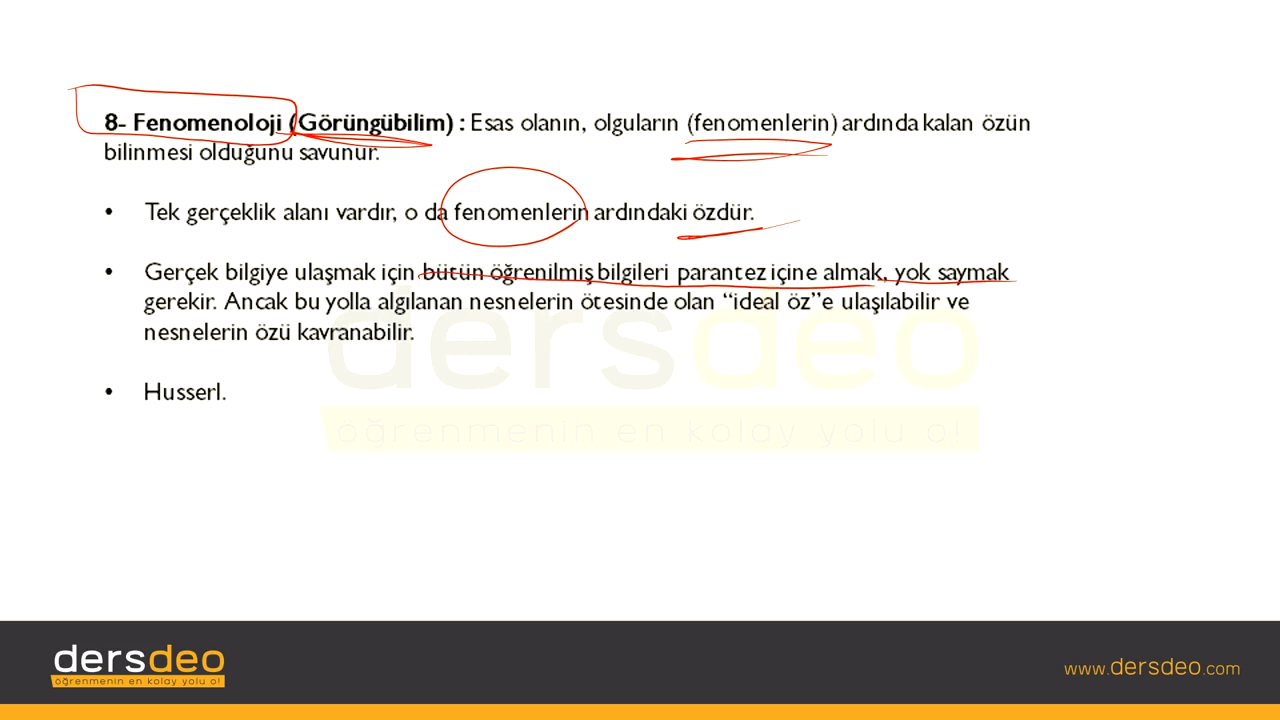 8- Fenomenoloji (Görüngübilim) : Esas olanın, olguların (fenomenlerin) ardında kalan özün
bilinmesi olduğunu savunur.
• Tek gerçeklik alanı vardır, o da fenomenlerin ardındaki özdür.
• Gerçek bilgiye ulaşmak için bütün öğrenilmiş bilgileri parantez içine almak, yok saymak
gerekir. Ancak bu yolla algılanan nesnelerin ötesinde olan “ideal öz”e ulaşılabilir ve
nesnelerin özü kavranabilir.
• Husserl.
dersdeo
öğrenmenin en kolay yolu o!
dersdeo
öğrenmenin en kolay yolu o!
www.dersdeo.com